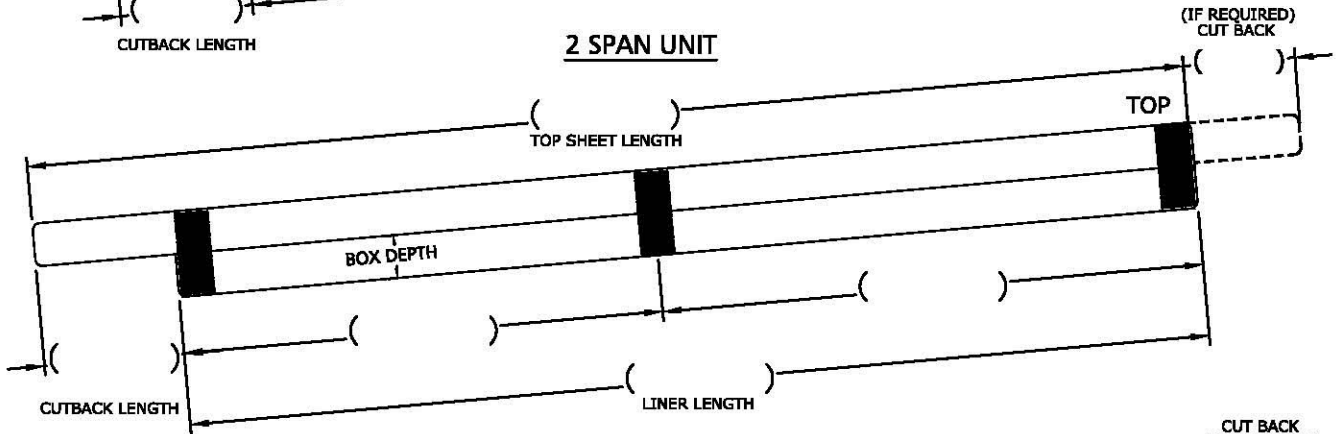 ( )
CUTBACK LENGTH
2 SPAN UNIT
(IF REQUIRED)
CUT BACK
( )
( )
TOP SHEET LENGTH
TOP
BOX DEPTH
( )
( )
( )
CUTBACK LENGTH
( )
LINER LENGTH
CUT BACK